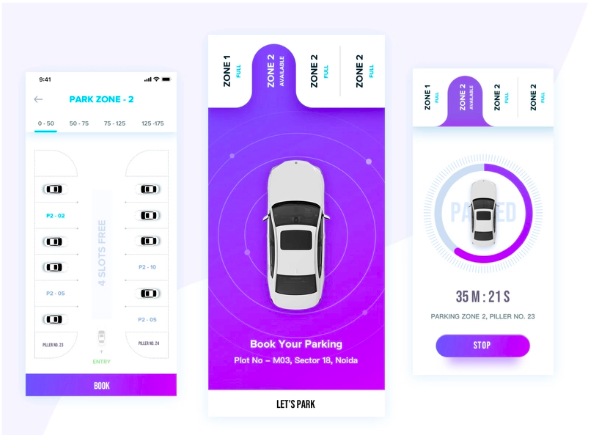 9:41
PARK ZONE - 2
0 - 50
50 - 75
75 - 125
125 -175
P2 - 02
4 SLOTS FREE
P2 - 10
P2 - 05
P2 - 05
PILLER NO. 23
PILLER NO. 24
ENTRY
BOOK
ZONE 1
FULL
ZONE 2
AVAILABLE
ZONE 2
FULL
ZONE 2
FULL
Book Your Parking
Plot No – M03, Sector 18, Noida
LET'S PARK
ZONE 1
FULL
ZONE 2
AVAILABLE
ZONE 2
FULL
ZONE 2
FULL
35 M : 21 S
PARKING ZONE 2, PILLER NO. 23
STOP